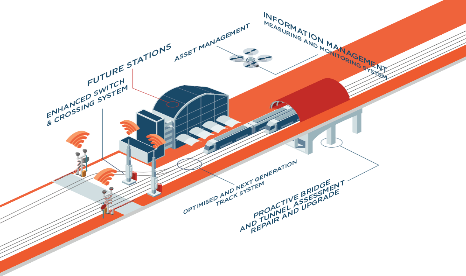 INFORMATION MANAGEMENT
MEASURING AND MONITORING SYSTEM
ASSET MANAGEMENT
FUTURE STATIONS
ENHANCED SWITCH
& CROSSING SYSTEM
OPTIMISED AND NEXT GENERATION
TRACK SYSTEM
PROACTIVE BRIDGE
AND TUNNEL ASSESSMENT
REPAIR AND UPGRADE